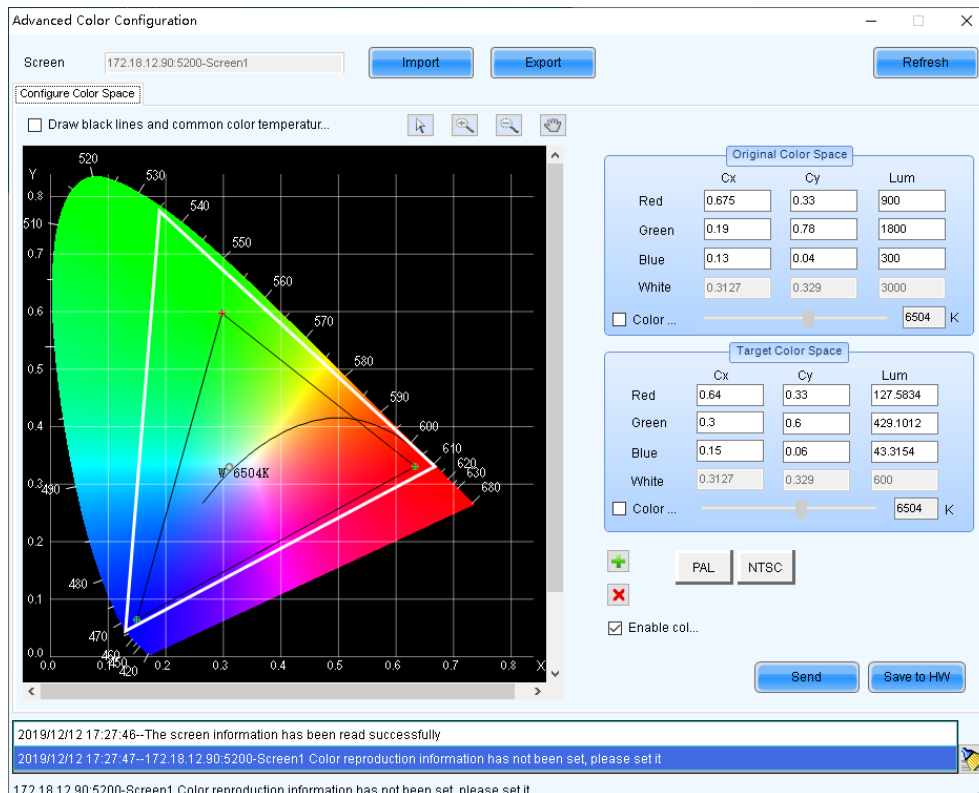 Advanced Color Configuration
Screen 172.18.12.90:5200-Screen1 Import Export Refresh
Configure Color Space
Draw black lines and common color temperatur...
Original Color Space
Cx Cy Lum
Red 0.675 0.33 900
Green 0.19 0.78 1800
Blue 0.13 0.04 300
White 0.3127 0.329 3000
Color ... 6504 K
Target Color Space
Cx Cy Lum
Red 0.64 0.33 127.5834
Green 0.3 0.6 429.1012
Blue 0.15 0.06 43.3154
White 0.3127 0.329 600
Color ... 6504 K
PAL NTSC
Enable col...
Send Save to HW
Y
0.8
0.7
0.6
0.5
0.4
0.3
0.2
0.1
0.0
0.0 0.1 0.2 0.3 0.4 0.5 0.6 0.7 0.8 X
520
530
540
510
550
560
570
580
590
600
610
620
630
680
490
480
470
460
450
420
W 6504K
2019/12/12 17:27:46--The screen information has been read successfully
2019/12/12 17:27:47--172.18.12.90:5200-Screen1 Color reproduction information has not been set, please set it
172.18.12.90:5200-Screen1 Color reproduction information has not been set, please set it